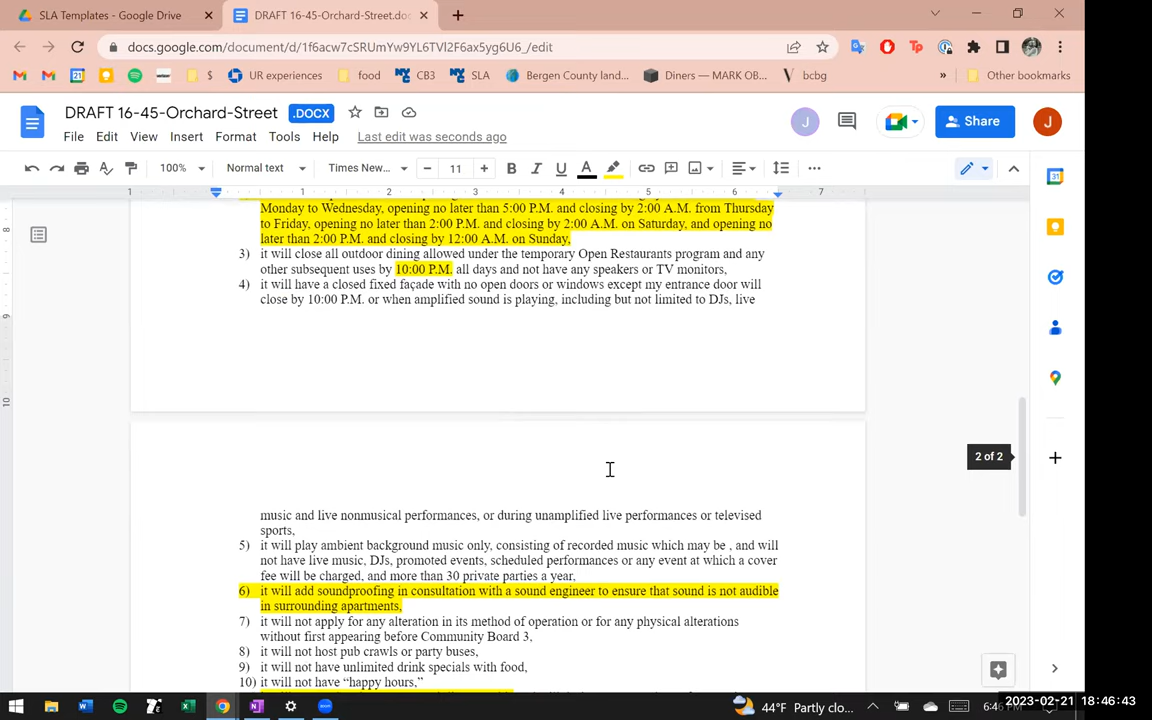 SLA Templates - Google Drive
DRAFT 16-45-Orchard-Street.doc
docs.google.com/document/d/1f6acw7cSRUmYw9YL6TVl2F6ax5yg6U6_/edit
$
UR experiences
food
CB3
SLA
Bergen County land...
Diners — MARK OB...
bcbg
»
Other bookmarks
DRAFT 16-45-Orchard-Street
.DOCX
File Edit View Insert Format Tools Help Last edit was seconds ago
J
Share
J
100% Normal text Times New... 11 B I U A
1 1 2 3 4 5 6 7
Monday to Wednesday, opening no later than 5:00 P.M. and closing by 2:00 A.M. from Thursday
to Friday, opening no later than 2:00 P.M. and closing by 2:00 A.M. on Saturday, and opening no
later than 2:00 P.M. and closing by 12:00 A.M. on Sunday,
3) it will close all outdoor dining allowed under the temporary Open Restaurants program and any
other subsequent uses by 10:00 P.M. all days and not have any speakers or TV monitors,
4) it will have a closed fixed façade with no open doors or windows except my entrance door will
close by 10:00 P.M. or when amplified sound is playing, including but not limited to DJs, live
2 of 2
music and live nonmusical performances, or during unamplified live performances or televised
sports,
5) it will play ambient background music only, consisting of recorded music which may be , and will
not have live music, DJs, promoted events, scheduled performances or any event at which a cover
fee will be charged, and more than 30 private parties a year,
6) it will add soundproofing in consultation with a sound engineer to ensure that sound is not audible
in surrounding apartments,
7) it will not apply for any alteration in its method of operation or for any physical alterations
without first appearing before Community Board 3,
8) it will not host pub crawls or party buses,
9) it will not have unlimited drink specials with food,
10) it will not have “happy hours,”
44°F Partly clo...
6:46 PM
2023-02-21 18:46:43